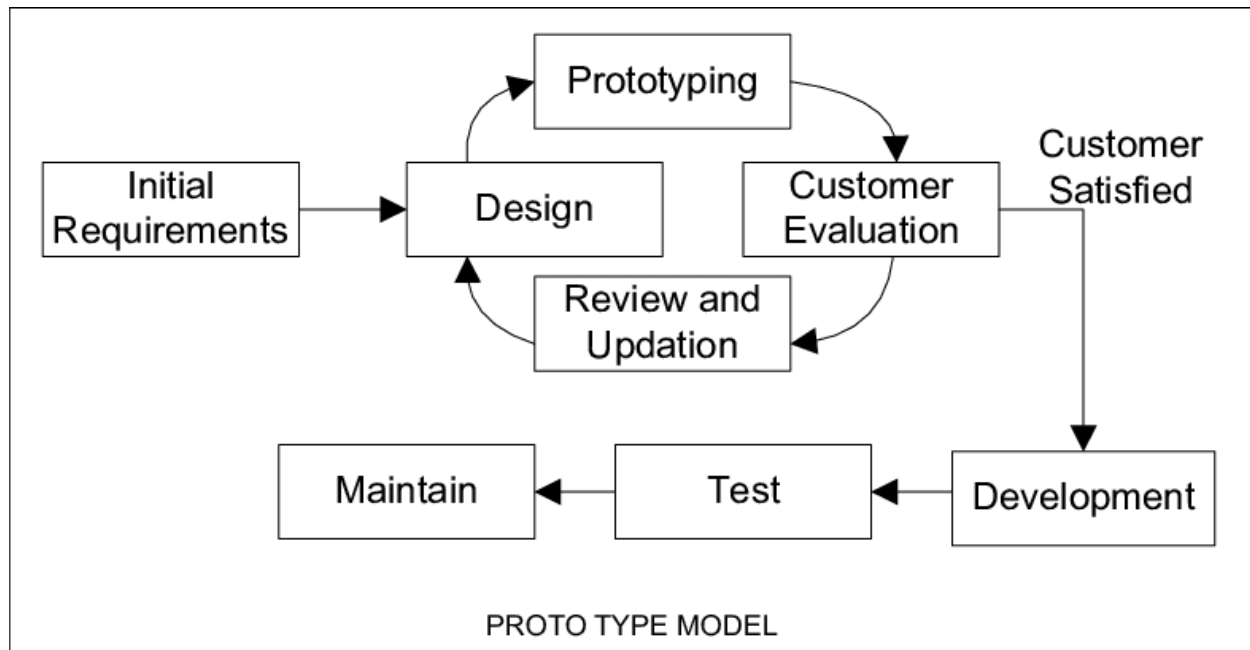 Prototyping
Initial
Requirements
Design
Customer
Evaluation
Customer
Satisfied
Review and
Updation
Maintain
Test
Development
PROTO TYPE MODEL